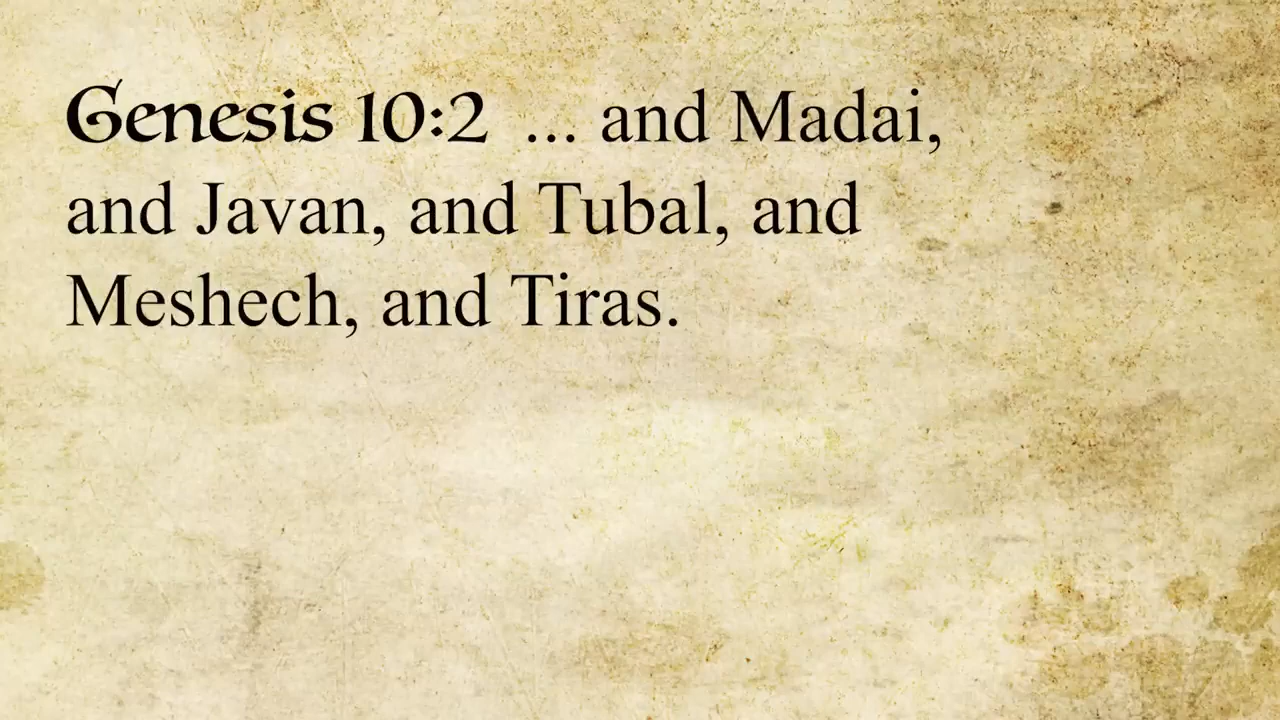 Genesis 10:2 ... and Madai,
and Javan, and Tubal, and
Meshech, and Tiras.